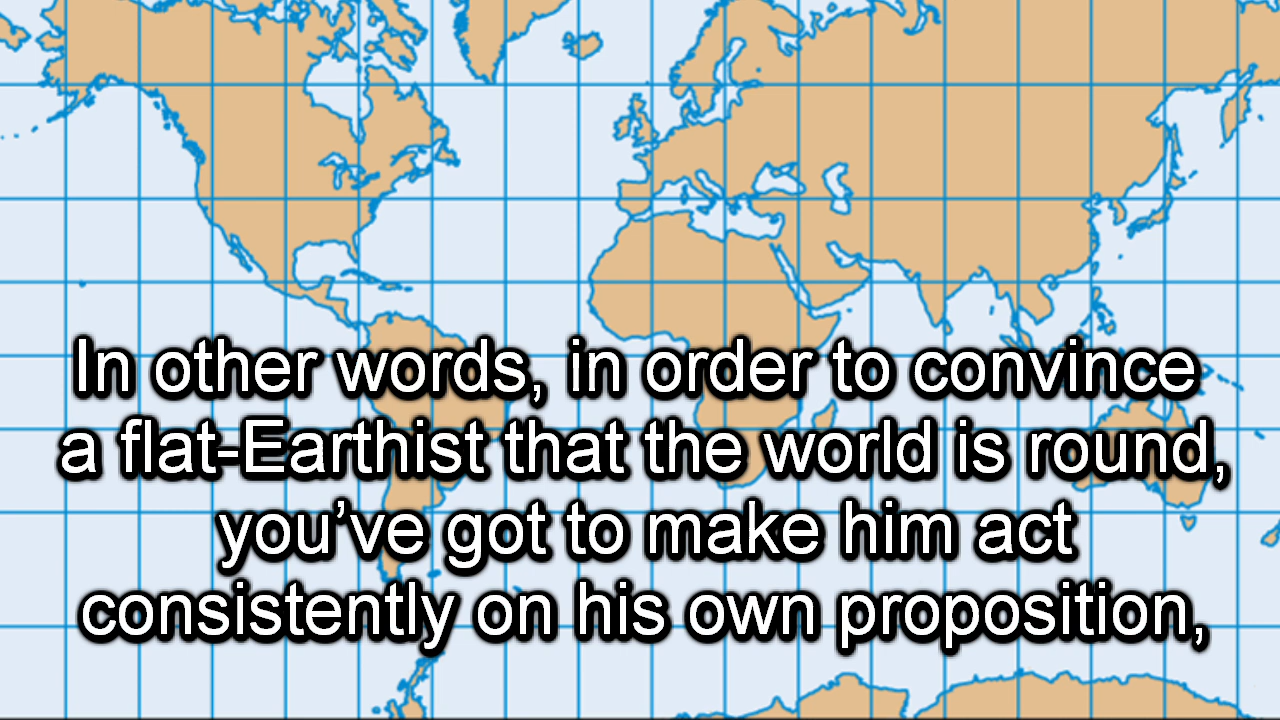 In other words, in order to convince
a flat-Earthist that the world is round,
you’ve got to make him act
consistently on his own proposition,